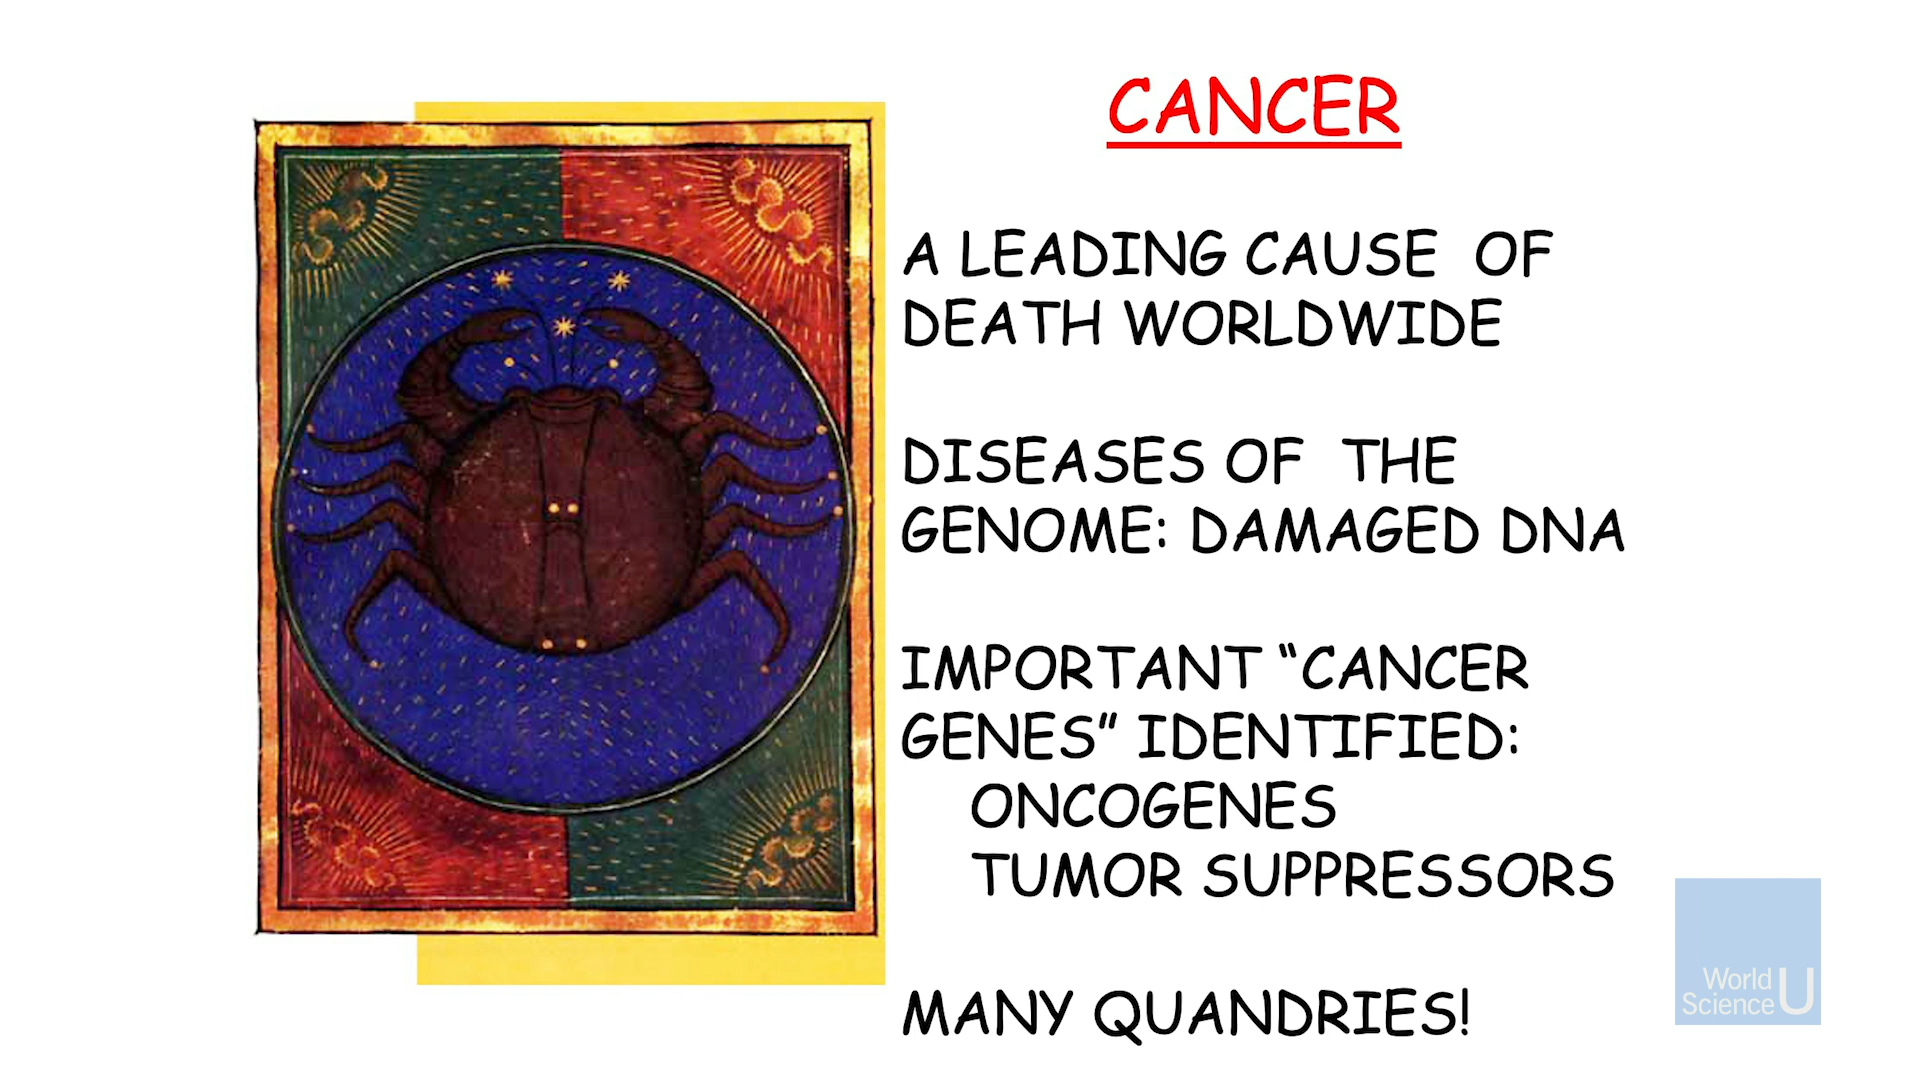 CANCER
A LEADING CAUSE OF
DEATH WORLDWIDE
DISEASES OF THE
GENOME: DAMAGED DNA
IMPORTANT “CANCER
GENES” IDENTIFIED:
ONCOGENES
TUMOR SUPPRESSORS
MANY QUANDRIES!
World
Science U